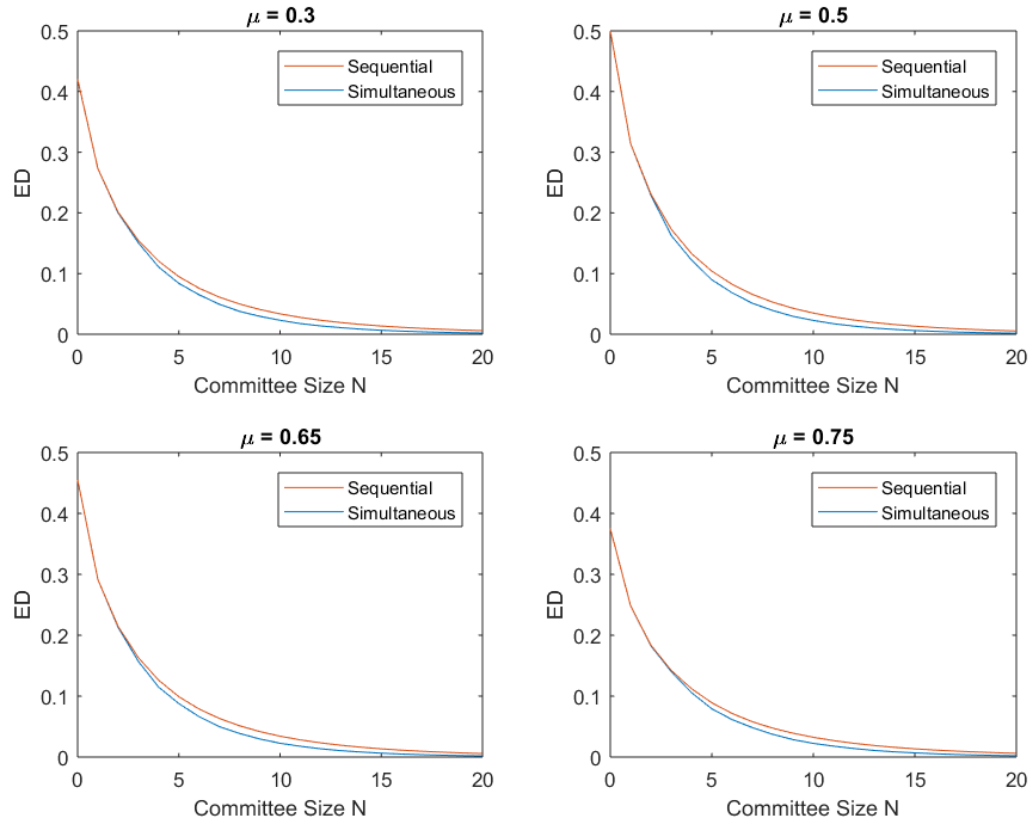 μ = 0.3
0.5
0.4
0.3
0.2
0.1
0
ED
Sequential
Simultaneous
0 5 10 15 20
Committee Size N
μ = 0.5
0.5
0.4
0.3
0.2
0.1
0
ED
Sequential
Simultaneous
0 5 10 15 20
Committee Size N
μ = 0.65
0.5
0.4
0.3
0.2
0.1
0
ED
Sequential
Simultaneous
0 5 10 15 20
Committee Size N
μ = 0.75
0.5
0.4
0.3
0.2
0.1
0
ED
Sequential
Simultaneous
0 5 10 15 20
Committee Size N